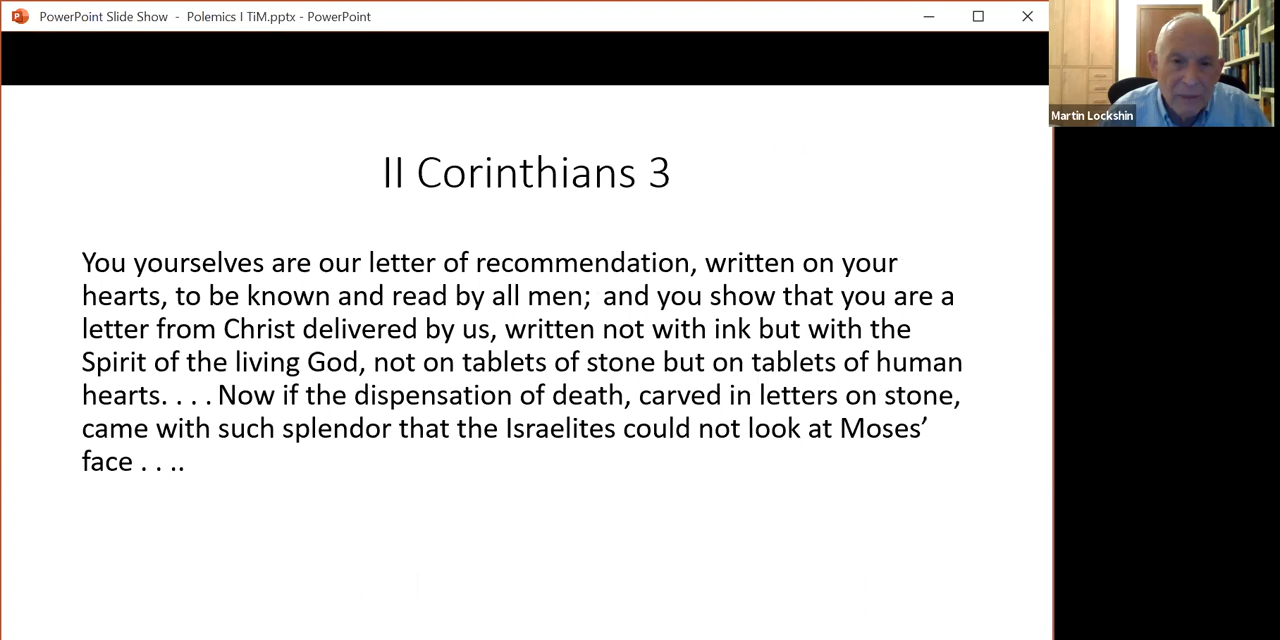 PowerPoint Slide Show - Polemics I TiM.pptx - PowerPoint
Martin Lockshin
II Corinthians 3
You yourselves are our letter of recommendation, written on your
hearts, to be known and read by all men; and you show that you are a
letter from Christ delivered by us, written not with ink but with the
Spirit of the living God, not on tablets of stone but on tablets of human
hearts. . . . Now if the dispensation of death, carved in letters on stone,
came with such splendor that the Israelites could not look at Moses’
face . . ..